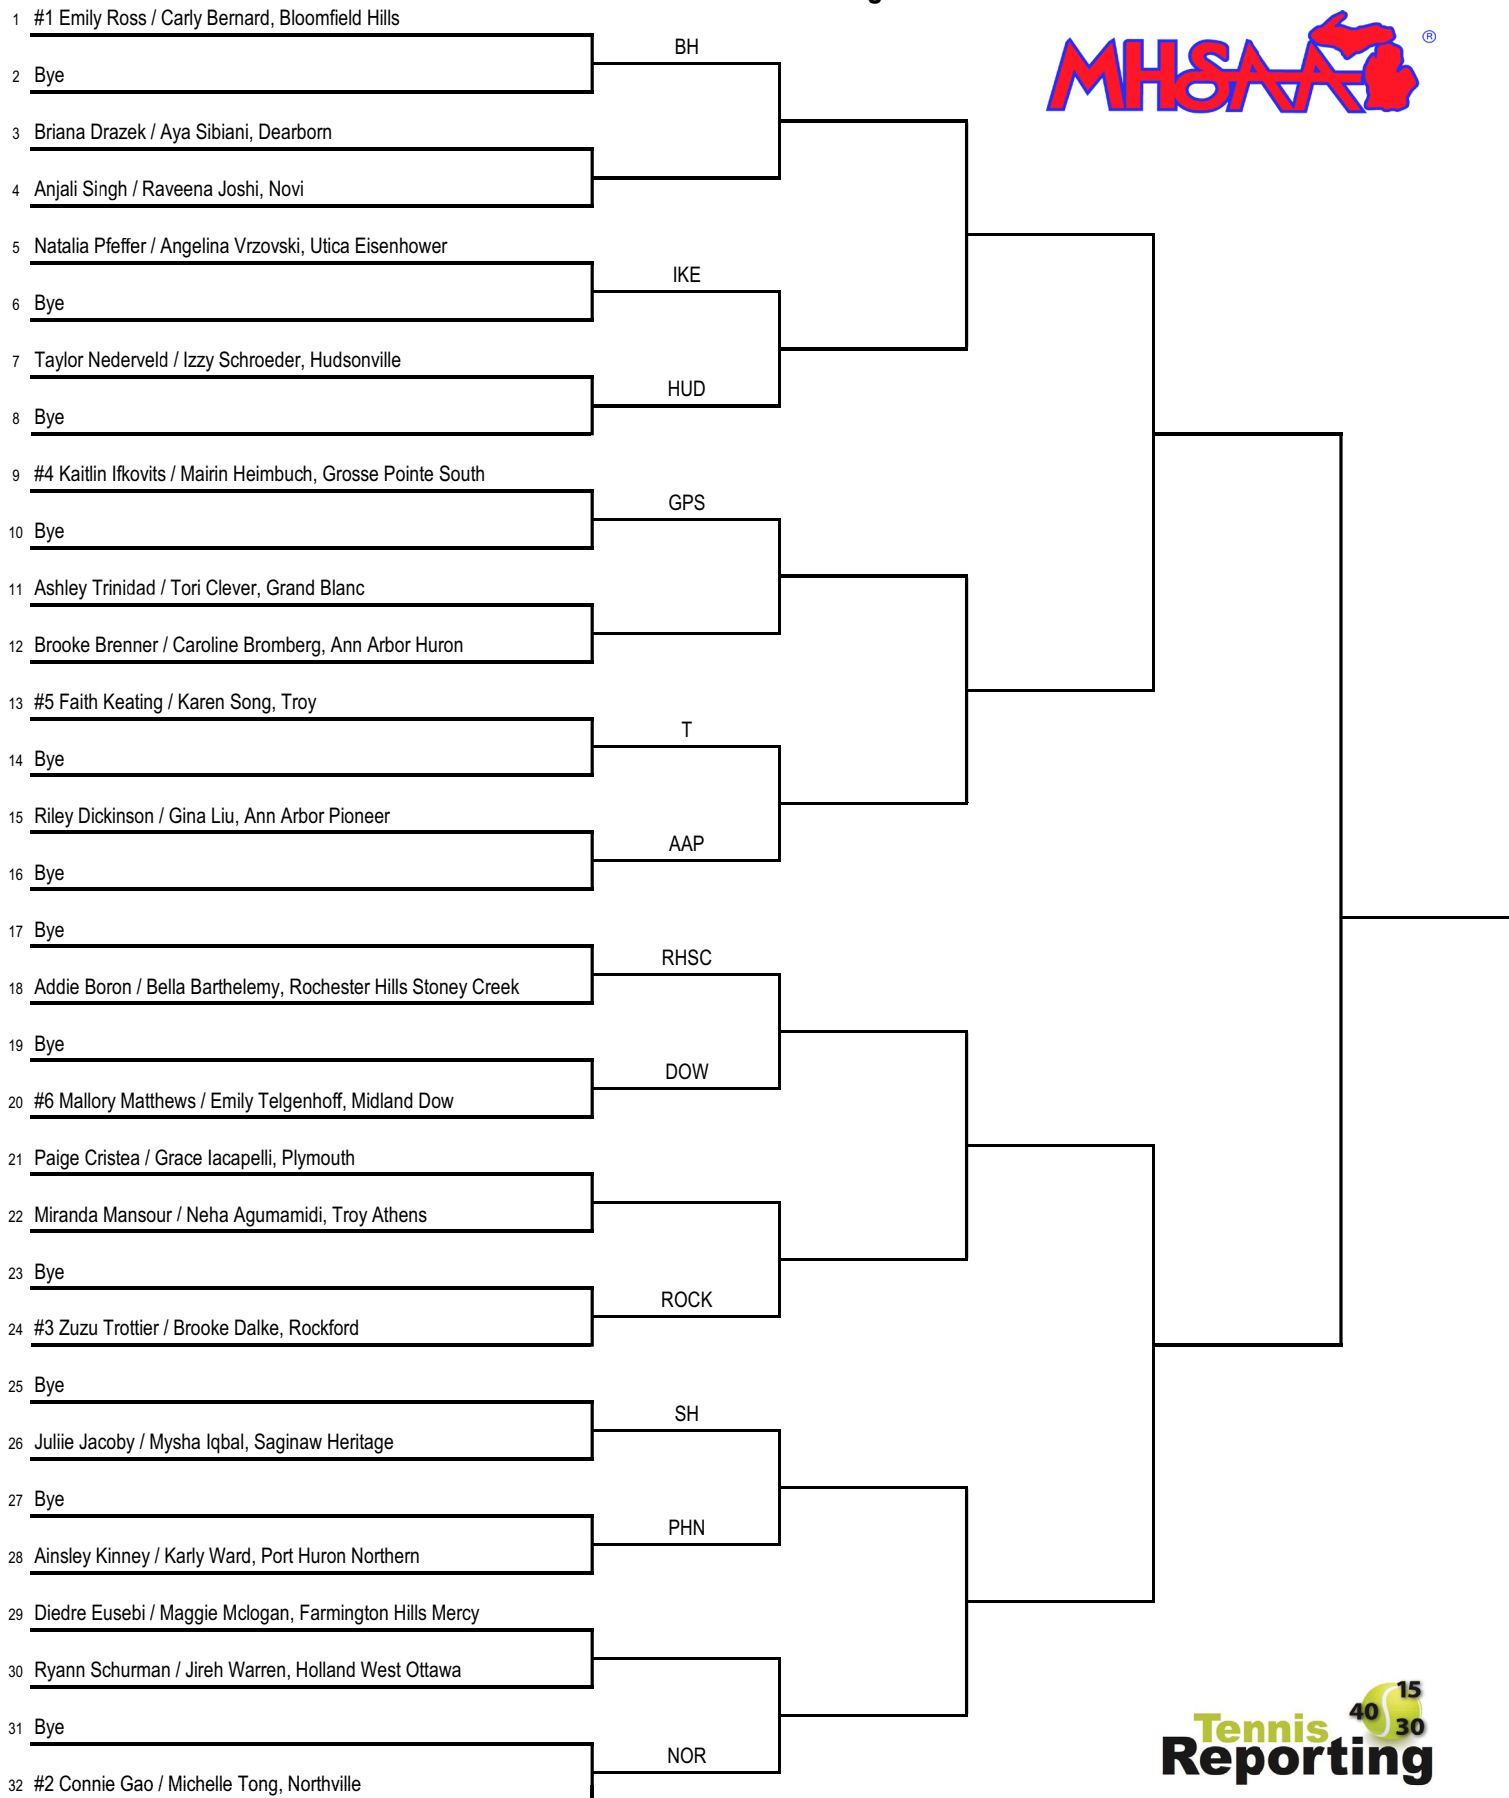 1 #1 Emily Ross / Carly Bernard, Bloomfield Hills
BH
MHSAA ®
2 Bye
3 Briana Drazek / Aya Sibiani, Dearborn
4 Anjali Singh / Raveena Joshi, Novi
5 Natalia Pfeffer / Angelina Vrzovski, Utica Eisenhower
IKE
6 Bye
7 Taylor Nederveld / Izzy Schroeder, Hudsonville
HUD
8 Bye
9 #4 Kaitlin Ifkovits / Mairin Heimbuch, Grosse Pointe South
GPS
10 Bye
11 Ashley Trinidad / Tori Clever, Grand Blanc
12 Brooke Brenner / Caroline Bromberg, Ann Arbor Huron
13 #5 Faith Keating / Karen Song, Troy
T
14 Bye
15 Riley Dickinson / Gina Liu, Ann Arbor Pioneer
AAP
16 Bye
17 Bye
RHSC
18 Addie Boron / Bella Barthelemy, Rochester Hills Stoney Creek
19 Bye
DOW
20 #6 Mallory Matthews / Emily Telgenhoff, Midland Dow
21 Paige Cristea / Grace Iacapelli, Plymouth
22 Miranda Mansour / Neha Agumamidi, Troy Athens
23 Bye
ROCK
24 #3 Zuzu Trottier / Brooke Dalke, Rockford
25 Bye
SH
26 Juliie Jacoby / Mysha Iqbal, Saginaw Heritage
27 Bye
PHN
28 Ainsley Kinney / Karly Ward, Port Huron Northern
29 Diedre Eusebi / Maggie Mclogan, Farmington Hills Mercy
30 Ryann Schurman / Jireh Warren, Holland West Ottawa
31 Bye
NOR
32 #2 Connie Gao / Michelle Tong, Northville
15
40
30
Tennis
Reporting